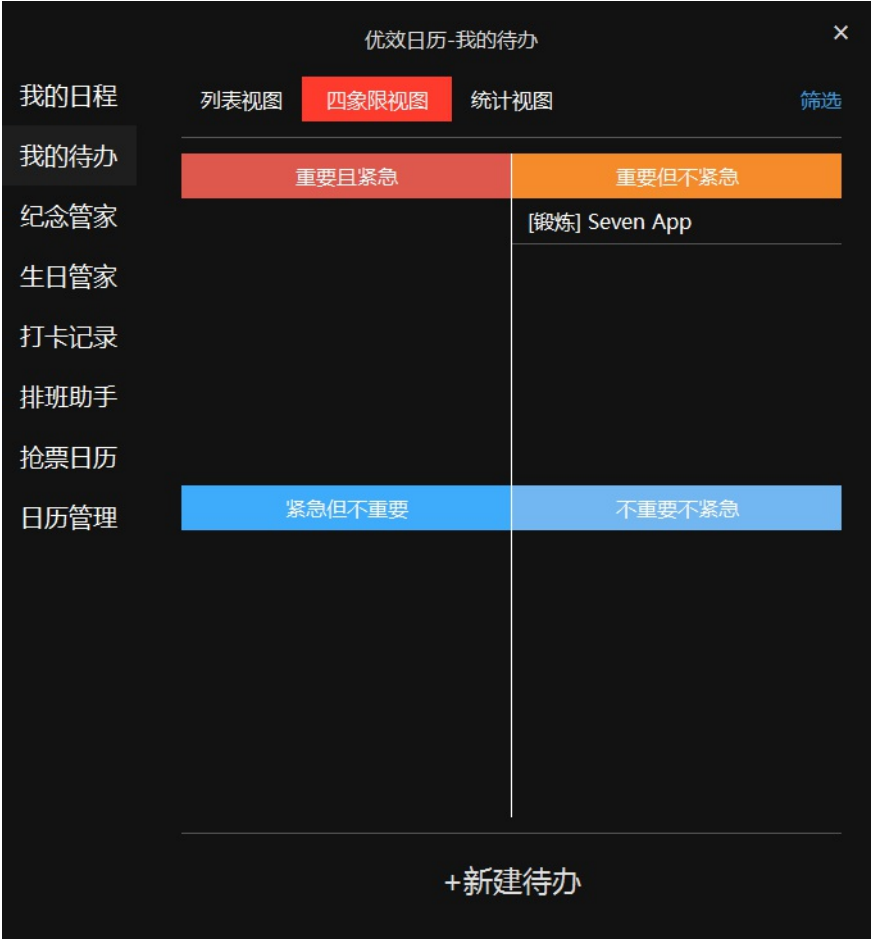 优效日历-我的待办
×
我的日程
我的待办
纪念管家
生日管家
打卡记录
排班助手
抢票日历
日历管理
列表视图 四象限视图 统计视图 筛选
重要且紧急 重要但不紧急
[锻炼] Seven App
紧急但不重要 不重要不紧急
+新建待办